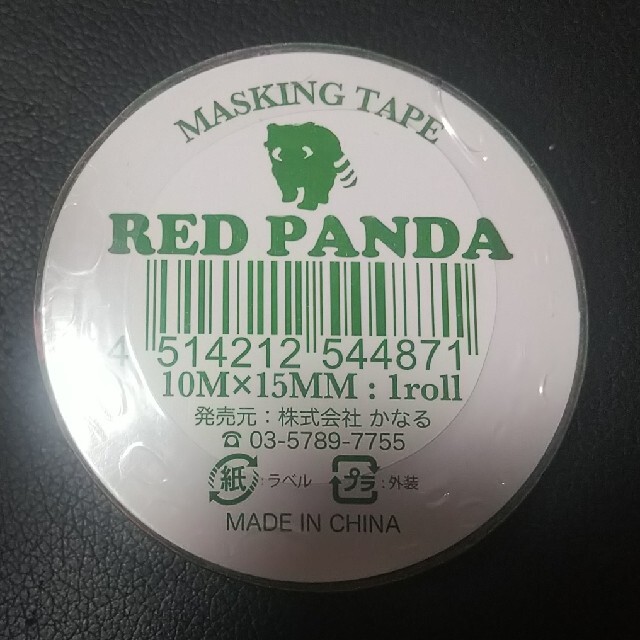 MASKING TAPE
RED PANDA
4 514212 544871
10M×15MM : 1roll
発売元：株式会社 かなる
☎ 03-5789-7755
紙 : ラベル プラ : 外装
MADE IN CHINA